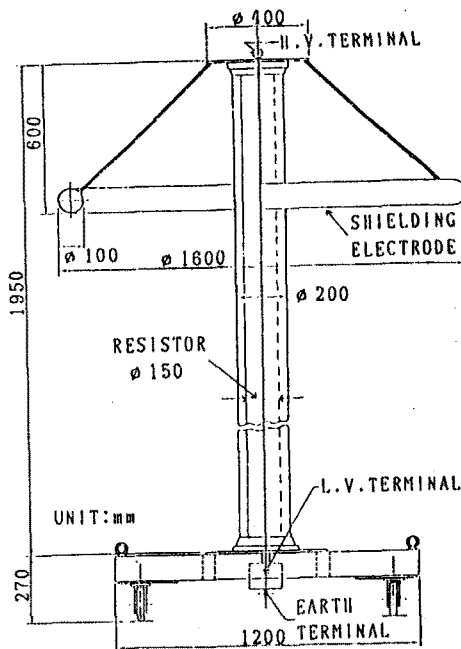 ø 400
H.V.TERMINAL
600
SHIELDING
ELECTRODE
ø 100
ø 1600
1950
ø 200
RESISTOR
ø 150
L.V.TERMINAL
UNIT:mm
270
EARTH
TERMINAL
1200